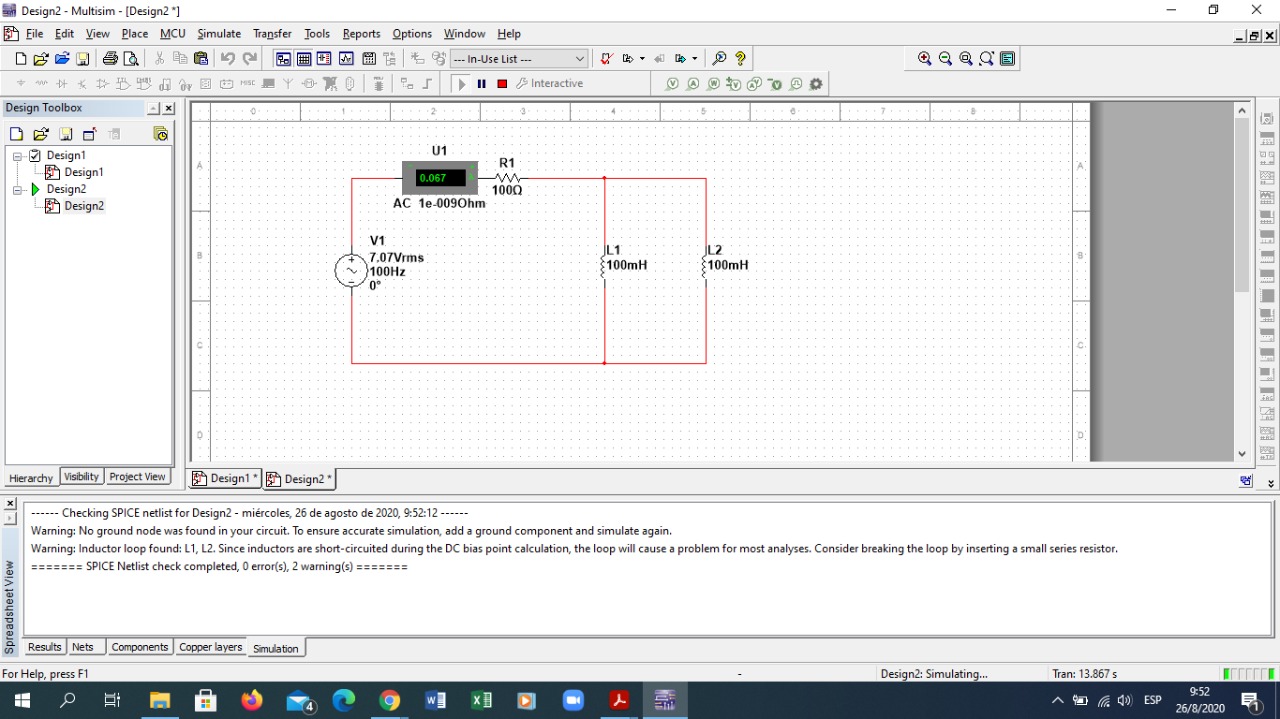 Design2 - Multisim - [Design2 *]
File Edit View Place MCU Simulate Transfer Tools Reports Options Window Help
--- In-Use List ---
MISC Interactive
Design Toolbox
Design1
Design1
Design2
Design2
Hierarchy Visibility Project View
0 1 2 3 4 5 6 7 8
A A
B B
C C
D D
U1
0.067 A
AC 1e-009Ohm
R1
100Ω
V1
7.07Vrms
100Hz
0°
L1
100mH
L2
100mH
Design1 * Design2 *
Spreadsheet View
------ Checking SPICE netlist for Design2 - miércoles, 26 de agosto de 2020, 9:52:12 ------
Warning: No ground node was found in your circuit. To ensure accurate simulation, add a ground component and simulate again.
Warning: Inductor loop found: L1, L2. Since inductors are short-circuited during the DC bias point calculation, the loop will cause a problem for most analyses. Consider breaking the loop by inserting a small series resistor.
======= SPICE Netlist check completed, 0 error(s), 2 warning(s) =======
Results Nets Components Copper layers Simulation
For Help, press F1 - Design2: Simulating... Tran: 13.867 s
4 ESP 9:52
26/8/2020 1